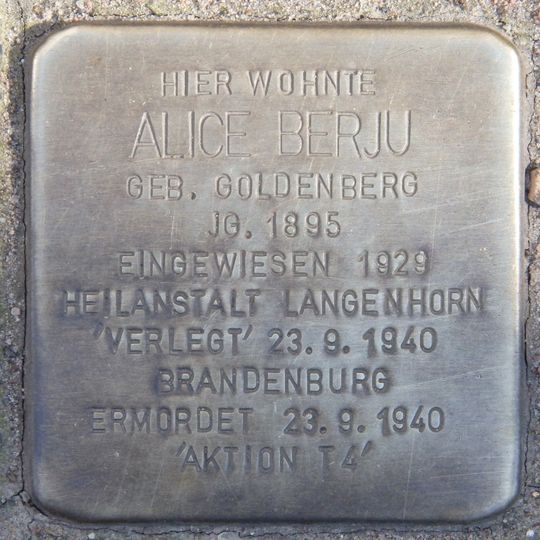 HIER WOHNTE
ALICE BERJU
GEB. GOLDENBERG
JG. 1895
EINGEWIESEN 1929
HEILANSTALT LANGENHORN
'VERLEGT' 23.9.1940
BRANDENBURG
ERMORDET 23.9.1940
'AKTION T4'